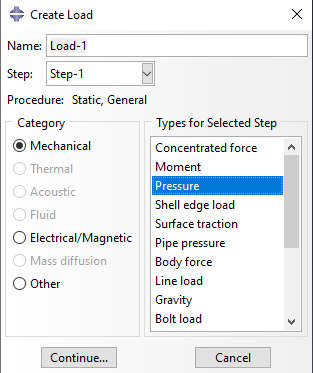 Create Load
Name: Load-1
Step: Step-1
Procedure: Static, General
Category
Mechanical
Thermal
Acoustic
Fluid
Electrical/Magnetic
Mass diffusion
Other
Types for Selected Step
Concentrated force
Moment
Pressure
Shell edge load
Surface traction
Pipe pressure
Body force
Line load
Gravity
Bolt load
Continue...
Cancel